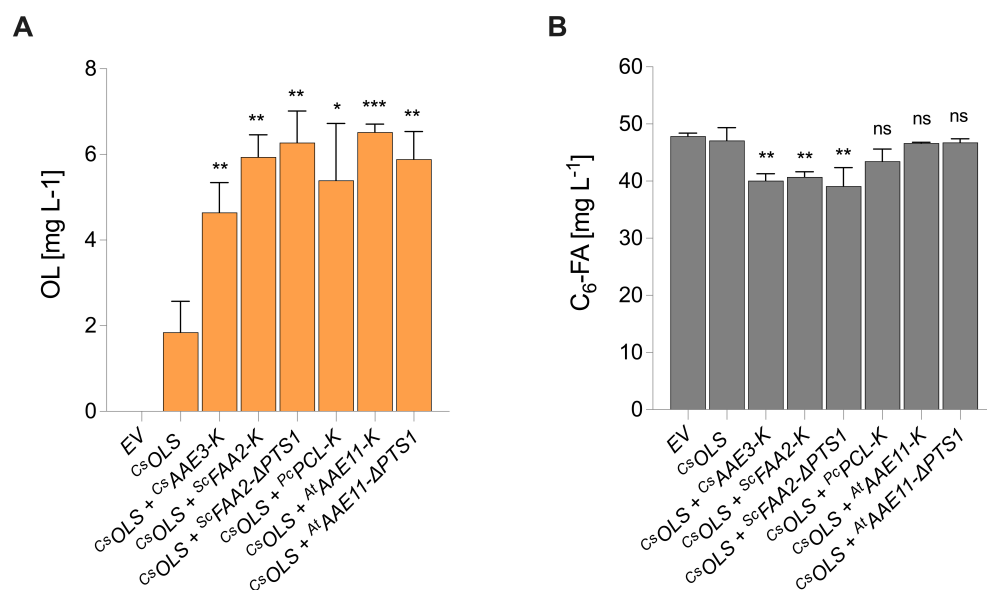 A
OL [mg L-1]
8
6
4
2
0
**
**
**
*
***
**
EV
CsOLS
CsOLS + CsAAE3-K
CsOLS + ScFAA2-K
CsOLS + ScFAA2-ΔPTS1
CsOLS + PcPCL-K
CsOLS + AtAAE11-K
CsOLS + AtAAE11-ΔPTS1
B
C6-FA [mg L-1]
60
50
40
30
20
10
0
**
**
**
ns
ns
ns
EV
CsOLS
CsOLS + CsAAE3-K
CsOLS + ScFAA2-K
CsOLS + ScFAA2-ΔPTS1
CsOLS + PcPCL-K
CsOLS + AtAAE11-K
CsOLS + AtAAE11-ΔPTS1